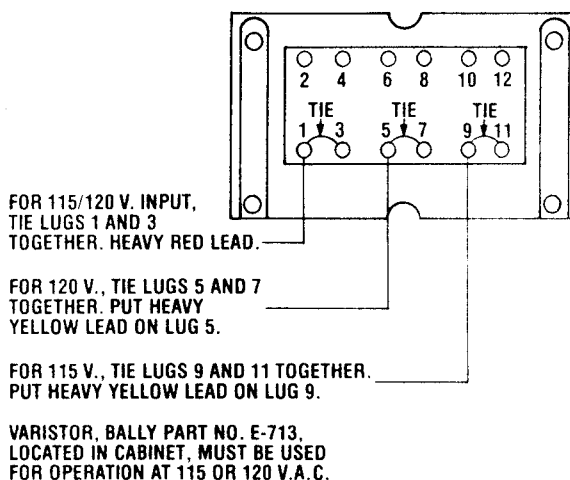 2 4 6 8 10 12
TIE TIE TIE
1 3 5 7 9 11
FOR 115/120 V. INPUT,
TIE LUGS 1 AND 3
TOGETHER. HEAVY RED LEAD.
FOR 120 V., TIE LUGS 5 AND 7
TOGETHER. PUT HEAVY
YELLOW LEAD ON LUG 5.
FOR 115 V., TIE LUGS 9 AND 11 TOGETHER.
PUT HEAVY YELLOW LEAD ON LUG 9.
VARISTOR, BALLY PART NO. E-713,
LOCATED IN CABINET, MUST BE USED
FOR OPERATION AT 115 OR 120 V.A.C.